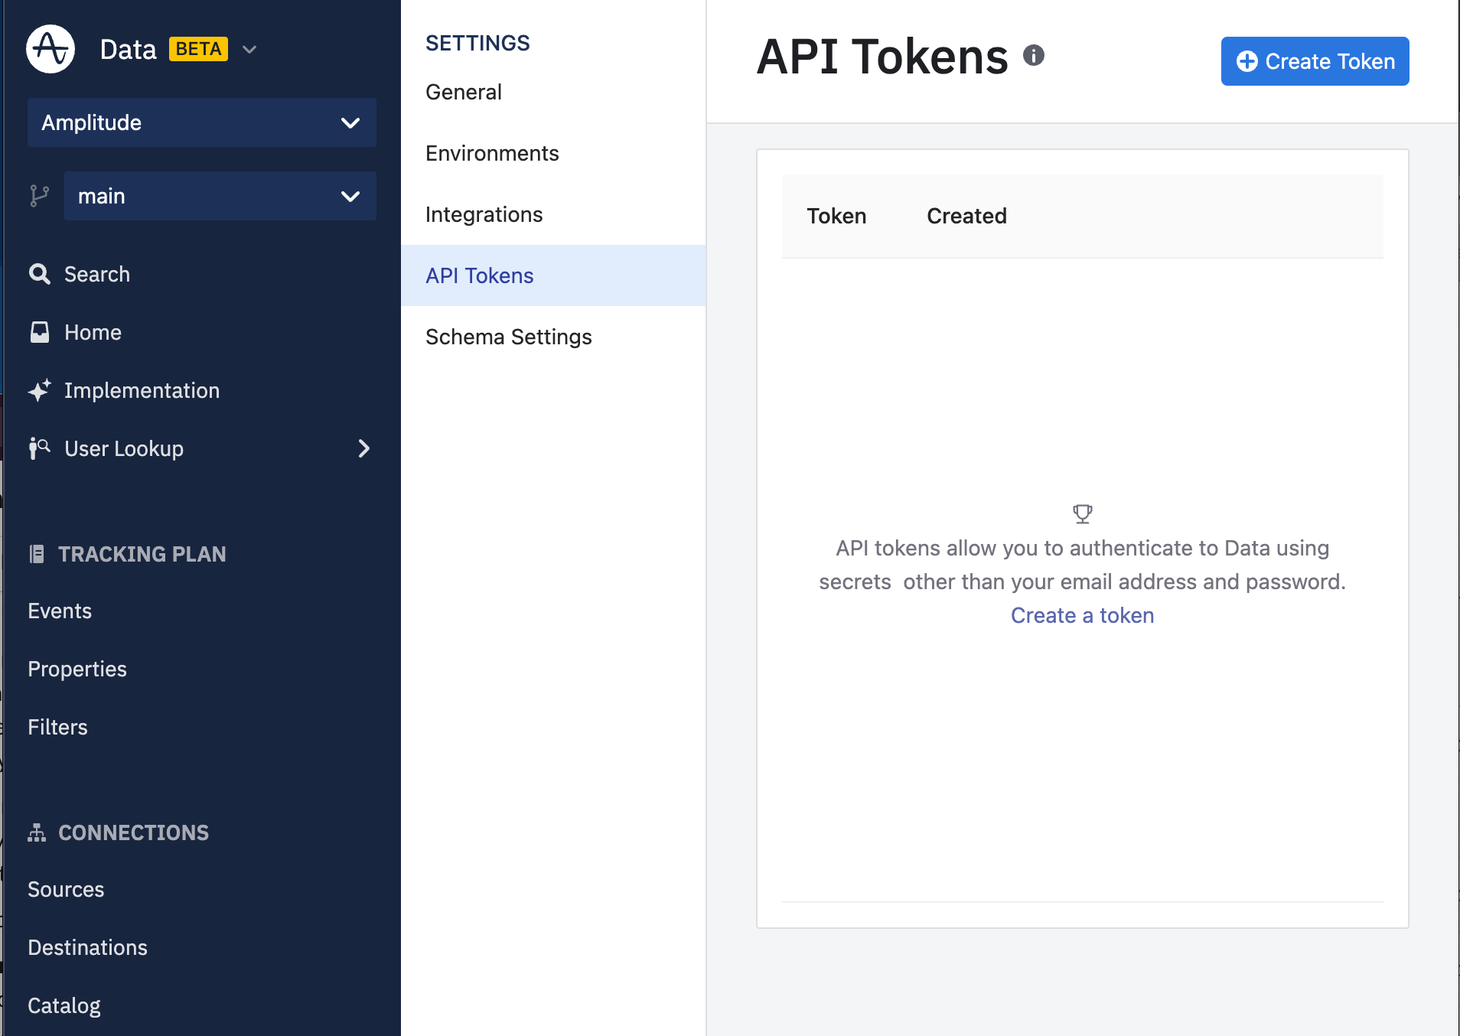 Data BETA
Amplitude
main
Search
Home
Implementation
User Lookup
TRACKING PLAN
Events
Properties
Filters
CONNECTIONS
Sources
Destinations
Catalog
SETTINGS
General
Environments
Integrations
API Tokens
Schema Settings
API Tokens
Create Token
Token Created
API tokens allow you to authenticate to Data using
secrets other than your email address and password.
Create a token